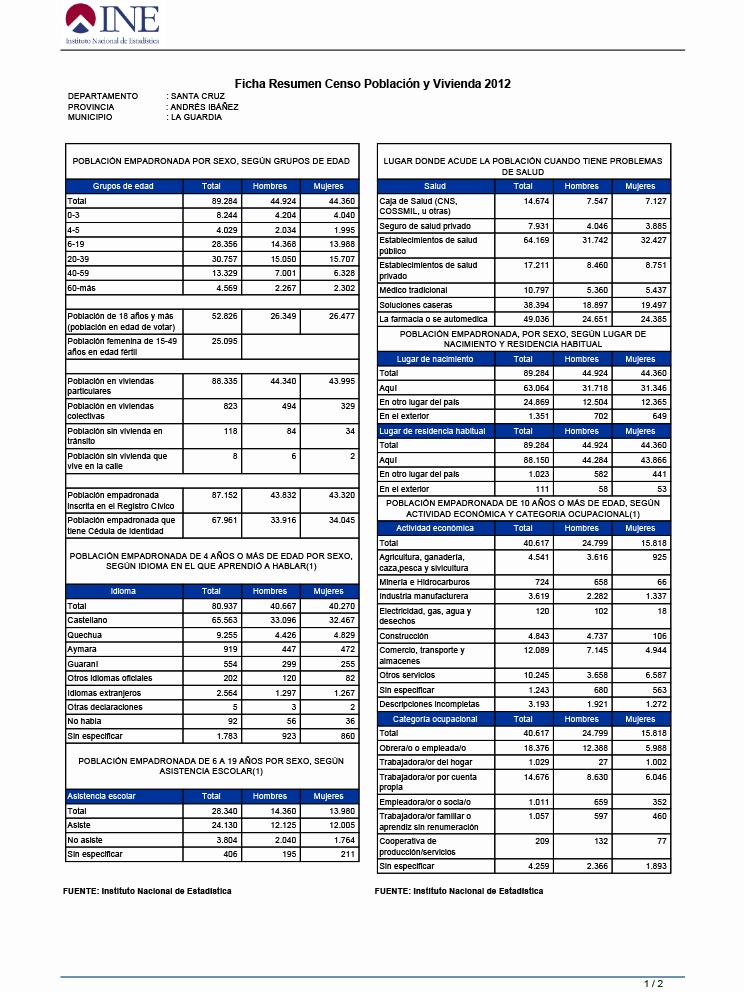 INE
Instituto Nacional de Estadística
Ficha Resumen Censo Población y Vivienda 2012
DEPARTAMENTO : SANTA CRUZ
PROVINCIA : ANDRÉS IBÁÑEZ
MUNICIPIO : LA GUARDIA
POBLACIÓN EMPADRONADA POR SEXO, SEGÚN GRUPOS DE EDAD
Grupos de edad Total Hombres Mujeres
Total 89.284 44.924 44.360
0-3 8.244 4.204 4.040
4-5 4.029 2.034 1.995
6-19 28.356 14.368 13.988
20-39 30.757 15.050 15.707
40-59 13.329 7.001 6.328
60-más 4.569 2.267 2.302
Población de 18 años y más 52.826 26.349 26.477
(población en edad de votar)
Población femenina de 15-49 25.095
años en edad fértil
Población en viviendas 88.335 44.340 43.995
particulares
Población en viviendas 823 494 329
colectivas
Población sin vivienda en 118 84 34
tránsito
Población sin vivienda que 8 6 2
vive en la calle
Población empadronada 87.152 43.832 43.320
inscrita en el Registro Cívico
Población empadronada que 67.961 33.916 34.045
tiene Cédula de Identidad
POBLACIÓN EMPADRONADA DE 4 AÑOS O MÁS DE EDAD POR SEXO,
SEGÚN IDIOMA EN EL QUE APRENDIÓ A HABLAR(1)
Idioma Total Hombres Mujeres
Total 80.937 40.667 40.270
Castellano 65.563 33.096 32.467
Quechua 9.255 4.426 4.829
Aymara 919 447 472
Guaraní 554 299 255
Otros idiomas oficiales 202 120 82
Idiomas extranjeros 2.564 1.297 1.267
Otras declaraciones 5 3 2
No habla 92 56 36
Sin especificar 1.783 923 860
POBLACIÓN EMPADRONADA DE 6 A 19 AÑOS POR SEXO, SEGÚN
ASISTENCIA ESCOLAR(1)
Asistencia escolar Total Hombres Mujeres
Total 28.340 14.360 13.980
Asiste 24.130 12.125 12.005
No asiste 3.804 2.040 1.764
Sin especificar 406 195 211
FUENTE: Instituto Nacional de Estadística
LUGAR DONDE ACUDE LA POBLACIÓN CUANDO TIENE PROBLEMAS
DE SALUD
Salud Total Hombres Mujeres
Caja de Salud (CNS, 14.674 7.547 7.127
COSSMIL, u otras)
Seguro de salud privado 7.931 4.046 3.885
Establecimientos de salud 64.169 31.742 32.427
público
Establecimientos de salud 17.211 8.460 8.751
privado
Médico tradicional 10.797 5.360 5.437
Soluciones caseras 38.394 18.897 19.497
La farmacia o se automedica 49.036 24.651 24.385
POBLACIÓN EMPADRONADA, POR SEXO, SEGÚN LUGAR DE
NACIMIENTO Y RESIDENCIA HABITUAL
Lugar de nacimiento Total Hombres Mujeres
Total 89.284 44.924 44.360
Aquí 63.064 31.718 31.346
En otro lugar del país 24.869 12.504 12.365
En el exterior 1.351 702 649
Lugar de residencia habitual Total Hombres Mujeres
Total 89.284 44.924 44.360
Aquí 88.150 44.284 43.866
En otro lugar del país 1.023 582 441
En el exterior 111 58 53
POBLACIÓN EMPADRONADA DE 10 AÑOS O MÁS DE EDAD, SEGÚN
ACTIVIDAD ECONÓMICA Y CATEGORIA OCUPACIONAL(1)
Actividad económica Total Hombres Mujeres
Total 40.617 24.799 15.818
Agricultura, ganadería, 4.541 3.616 925
caza,pesca y sivicultura
Minería e Hidrocarburos 724 658 66
Industria manufacturera 3.619 2.282 1.337
Electricidad, gas, agua y 120 102 18
desechos
Construcción 4.843 4.737 106
Comercio, transporte y 12.089 7.145 4.944
almacenes
Otros servicios 10.245 3.658 6.587
Sin especificar 1.243 680 563
Descripciones incompletas 3.193 1.921 1.272
Categoría ocupacional Total Hombres Mujeres
Total 40.617 24.799 15.818
Obrera/o o empleada/o 18.376 12.388 5.988
Trabajadora/or del hogar 1.029 27 1.002
Trabajadora/or por cuenta 14.676 8.630 6.046
propia
Empleadora/or o socia/o 1.011 659 352
Trabajadora/or familiar o 1.057 597 460
aprendiz sin renumeración
Cooperativa de 209 132 77
producción/servicios
Sin especificar 4.259 2.366 1.893
FUENTE: Instituto Nacional de Estadística
1 / 2